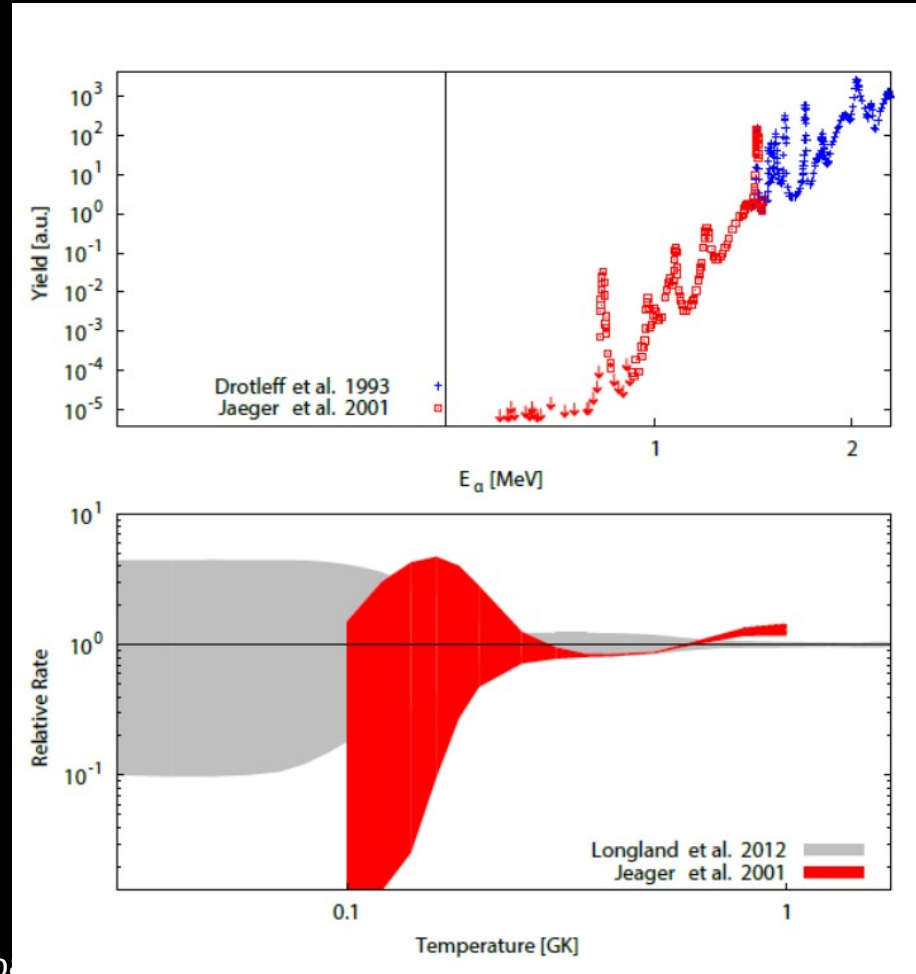 10³
10²
10¹
10⁰
10⁻¹
10⁻²
10⁻³
10⁻⁴
10⁻⁵
Yield [a.u.]
Drotleff et al. 1993
Jaeger et al. 2001
1 2
E α [MeV]
10¹
10⁰
10⁻¹
Relative Rate
Longland et al. 2012
Jeager et al. 2001
0.1 1
Temperature [GK]